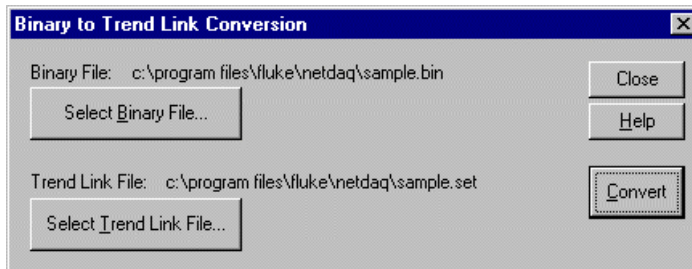 Binary to Trend Link Conversion
Binary File: c:\program files\fluke\netdaq\sample.bin
Select Binary File...
Close
Help
Trend Link File: c:\program files\fluke\netdaq\sample.set
Select Trend Link File...
Convert